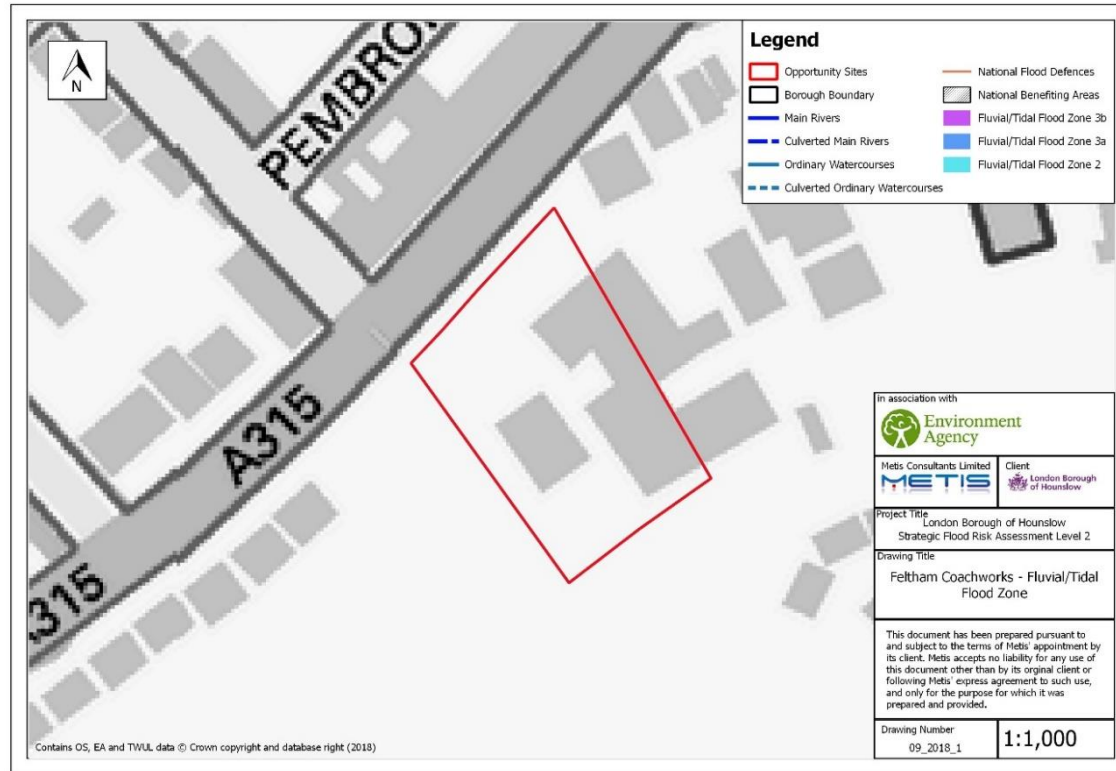 N
PEMBRO
A315
A315
Legend
Opportunity Sites
Borough Boundary
Main Rivers
Culverted Main Rivers
Ordinary Watercourses
Culverted Ordinary Watercourses
National Flood Defences
National Benefiting Areas
Fluvial/Tidal Flood Zone 3b
Fluvial/Tidal Flood Zone 3a
Fluvial/Tidal Flood Zone 2
in association with
Environment
Agency
Metis Consultants Limited
METIS
Client
London Borough
of Hounslow
Project Title
London Borough of Hounslow
Strategic Flood Risk Assessment Level 2
Drawing Title
Feltham Coachworks - Fluvial/Tidal
Flood Zone
This document has been prepared pursuant to
and subject to the terms of Metis' appointment by
its client. Metis accepts no liability for any use of
this document other than by its orginal client or
following Metis' express agreement to such use,
and only for the purpose for which it was
prepared and provided.
Drawing Number
09_2018_1
1:1,000
Contains OS, EA and TWUL data © Crown copyright and database right (2018)